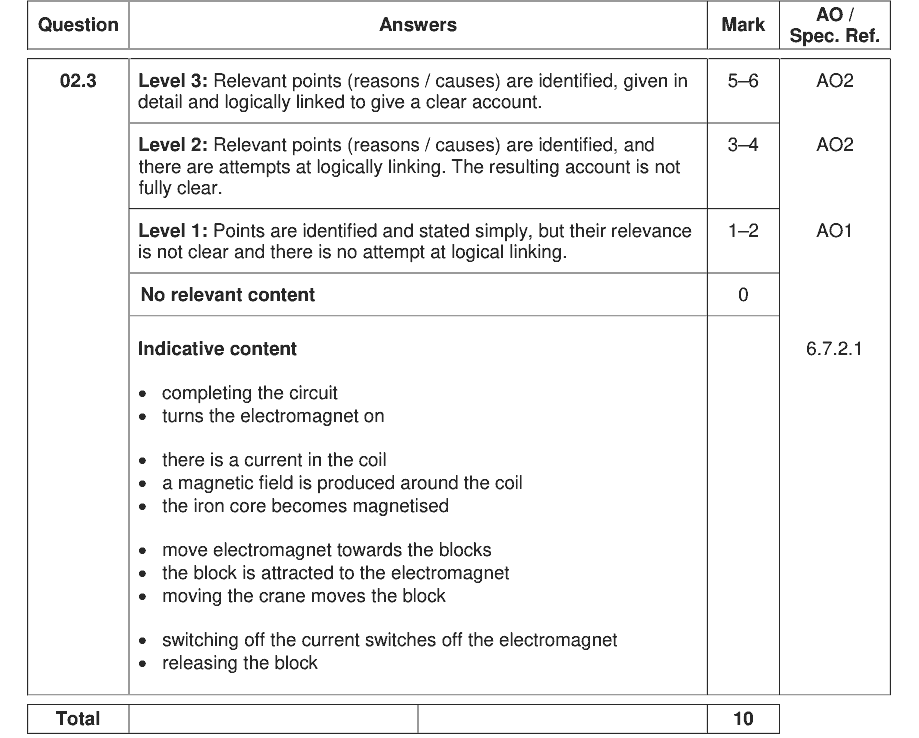 Question Answers Mark AO / Spec. Ref.
02.3 Level 3: Relevant points (reasons / causes) are identified, given in 5–6 AO2
detail and logically linked to give a clear account.
Level 2: Relevant points (reasons / causes) are identified, and 3–4 AO2
there are attempts at logically linking. The resulting account is not
fully clear.
Level 1: Points are identified and stated simply, but their relevance 1–2 AO1
is not clear and there is no attempt at logical linking.
No relevant content 0
Indicative content 6.7.2.1
• completing the circuit
• turns the electromagnet on
• there is a current in the coil
• a magnetic field is produced around the coil
• the iron core becomes magnetised
• move electromagnet towards the blocks
• the block is attracted to the electromagnet
• moving the crane moves the block
• switching off the current switches off the electromagnet
• releasing the block
Total 10